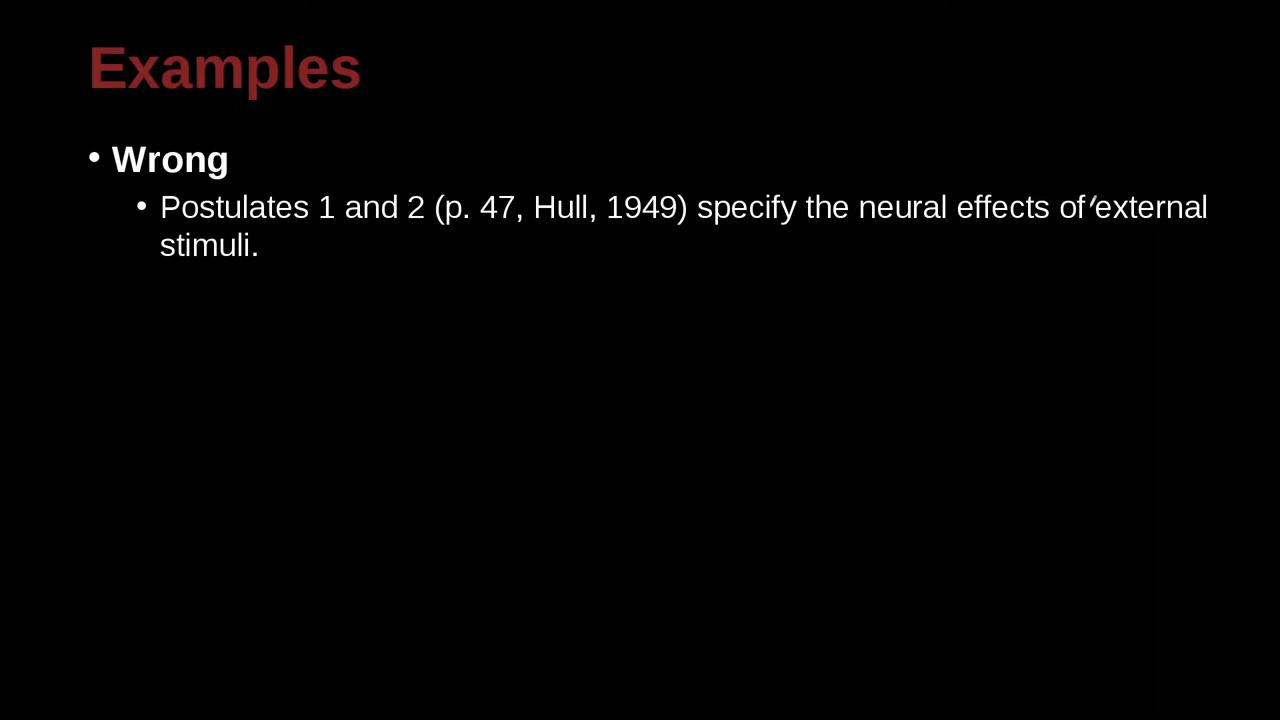 Examples
• Wrong
• Postulates 1 and 2 (p. 47, Hull, 1949) specify the neural effects of external
stimuli.